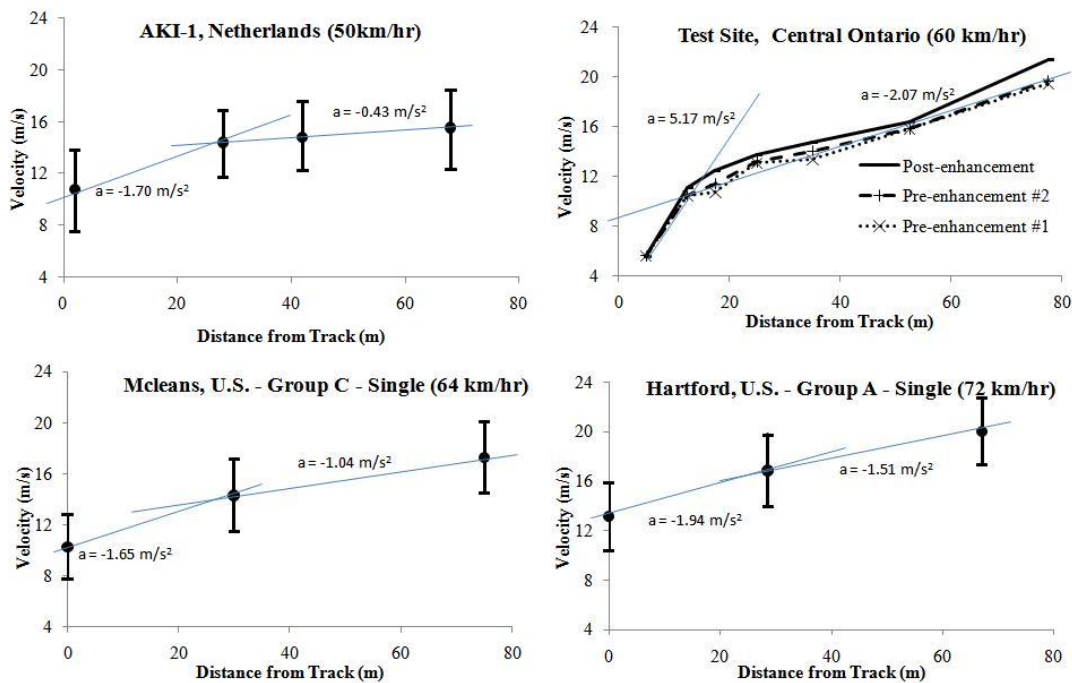 AKI-1, Netherlands (50km/hr)
24
20
16
12
8
4
Velocity (m/s)
a = -0.43 m/s²
a = -1.70 m/s²
0
20
40
60
80
Distance from Track (m)
Test Site, Central Ontario (60 km/hr)
24
20
16
12
8
4
Velocity (m/s)
a = 5.17 m/s²
a = -2.07 m/s²
Post-enhancement
Pre-enhancement #2
Pre-enhancement #1
0
20
40
60
80
Distance from Track (m)
Mcleans, U.S. - Group C - Single (64 km/hr)
24
20
16
12
8
4
Velocity (m/s)
a = -1.04 m/s²
a = -1.65 m/s²
0
20
40
60
80
Distance from Track (m)
Hartford, U.S. - Group A - Single (72 km/hr)
24
20
16
12
8
4
Velocity (m/s)
a = -1.51 m/s²
a = -1.94 m/s²
0
20
40
60
80
Distance from Track (m)